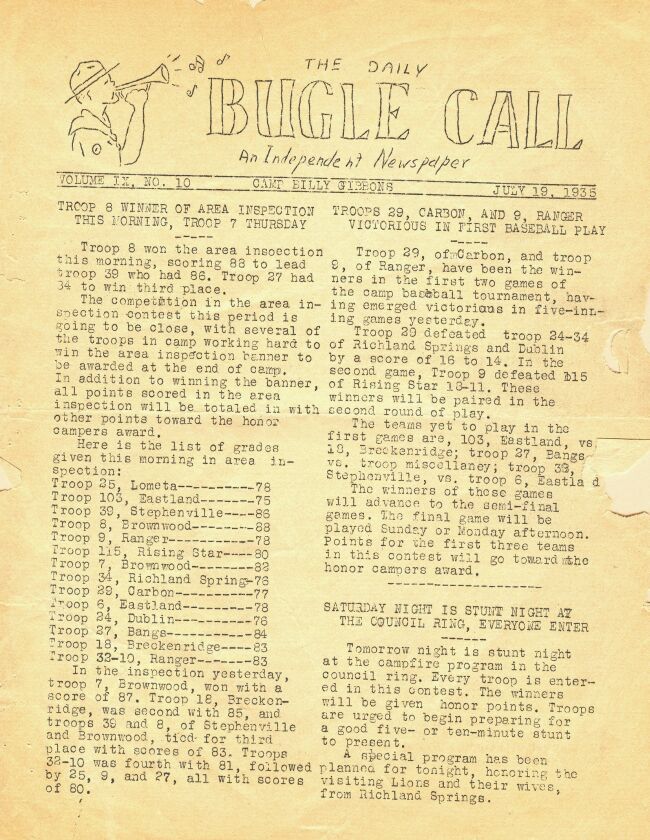 THE DAILY
BUGLE CALL
An Independent Newspaper
VOLUME IX, NO. 10 CAMP BILLY GIBBONS JULY 19, 1935
TROOP 8 WINNER OF AREA INSPECTION
THIS MORNING, TROOP 7 THURSDAY
-----
Troop 8 won the area inspection
this morning, scoring 88 to lead
troop 39 who had 86. Troop 27 had
84 to win third place.
The competition in the area in-
spection contest this period is
going to be close, with several of
the troops in camp working hard to
win the area inspection banner to
be awarded at the end of camp.
In addition to winning the banner,
all points scored in the area
inspection will be totaled in with
other points toward the honor
campers award.
Here is the list of grades
given this morning in area in-
spection:
Troop 25, Lometa----------78
Troop 103, Eastland-------75
Troop 39, Stephenville----86
Troop 8, Brownwood--------88
Troop 9, Ranger-----------78
Troop 115, Rising Star----80
Troop 7, Brownwood--------82
Troop 34, Richland Spring-76
Troop 29, Carbon----------77
Troop 6, Eastland---------78
Troop 24, Dublin----------76
Troop 27, Bangs-----------84
Troop 18, Breckenridge----83
Troop 32-10, Ranger-------83
In the inspection yesterday,
troop 7, Brownwood, won with a
score of 87. Troop 18, Brecken-
ridge, was second with 85, and
troops 39 and 8, of Stephenville
and Brownwood, tied for third
place with scores of 83. Troops
32-10 was fourth with 81, followed
by 25, 9, and 27, all with scores
of 80.
TROOPS 29, CARBON, AND 9, RANGER
VICTORIOUS IN FIRST BASEBALL PLAY
-----
Troop 29, of Carbon, and troop
9, of Ranger, have been the win-
ners in the first two games of
the camp baseball tournament, hav-
ing emerged victorious in five-inn-
ing games yesterday.
Troop 29 defeated troop 24-34
of Richland Springs and Dublin
by a score of 16 to 14. In the
second game, Troop 9 defeated 115
of Rising Star 13-11. These
winners will be paired in the
second round of play.
The teams yet to play in the
first games are, 103, Eastland, vs.
18, Breckenridge; troop 27, Bangs
vs. troop miscellaney; troop 39,
Stephenville, vs. troop 6, Eastla d
The winners of these games
will advance to the semi-final
games. The final game will be
played Sunday or Monday afternoon.
Points for the first three teams
in this contest will go toward the
honor campers award.
--------------------
SATURDAY NIGHT IS STUNT NIGHT AT
THE COUNCIL RING, EVERYONE ENTER
------
Tomorrow night is stunt night
at the campfire program in the
council ring. Every troop is enter-
ed in this contest. The winners
will be given honor points. Troops
are urged to begin preparing for
a good five- or ten-minute stunt
to present.
A special program has been
planned for tonight, honoring the
visiting Lions and their wives,
from Richland Springs.